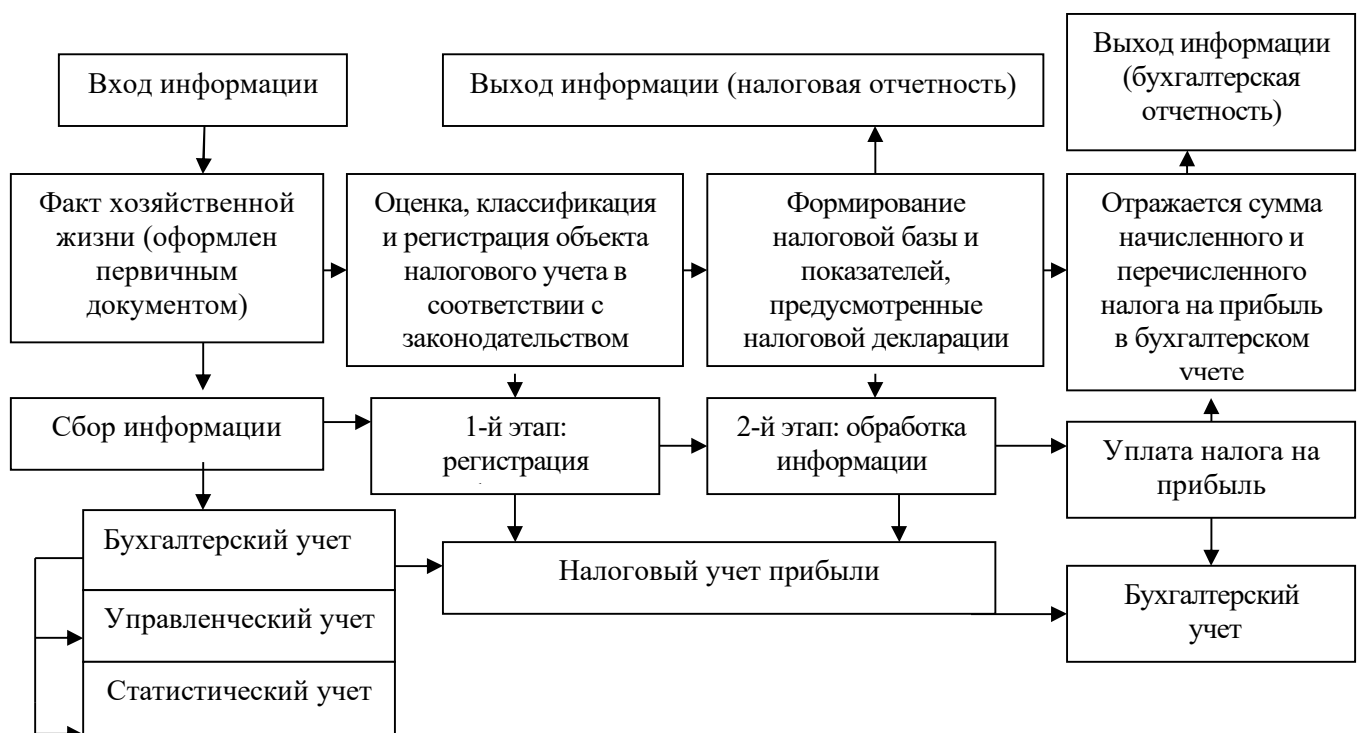 Вход информации
Выход информации (налоговая отчетность)
Выход информации
(бухгалтерская
отчетность)
Факт хозяйственной
жизни (оформлен
первичным
документом)
Оценка, классификация
и регистрация объекта
налогового учета в
соответствии с
законодательством
Формирование
налоговой базы и
показателей,
предусмотренные
налоговой декларации
Отражается сумма
начисленного и
перечисленного
налога на прибыль
в бухгалтерском
учете
Сбор информации
1-й этап:
регистрация
2-й этап: обработка
информации
Уплата налога на
прибыль
Бухгалтерский учет
Управленческий учет
Статистический учет
Налоговый учет прибыли
Бухгалтерский
учет